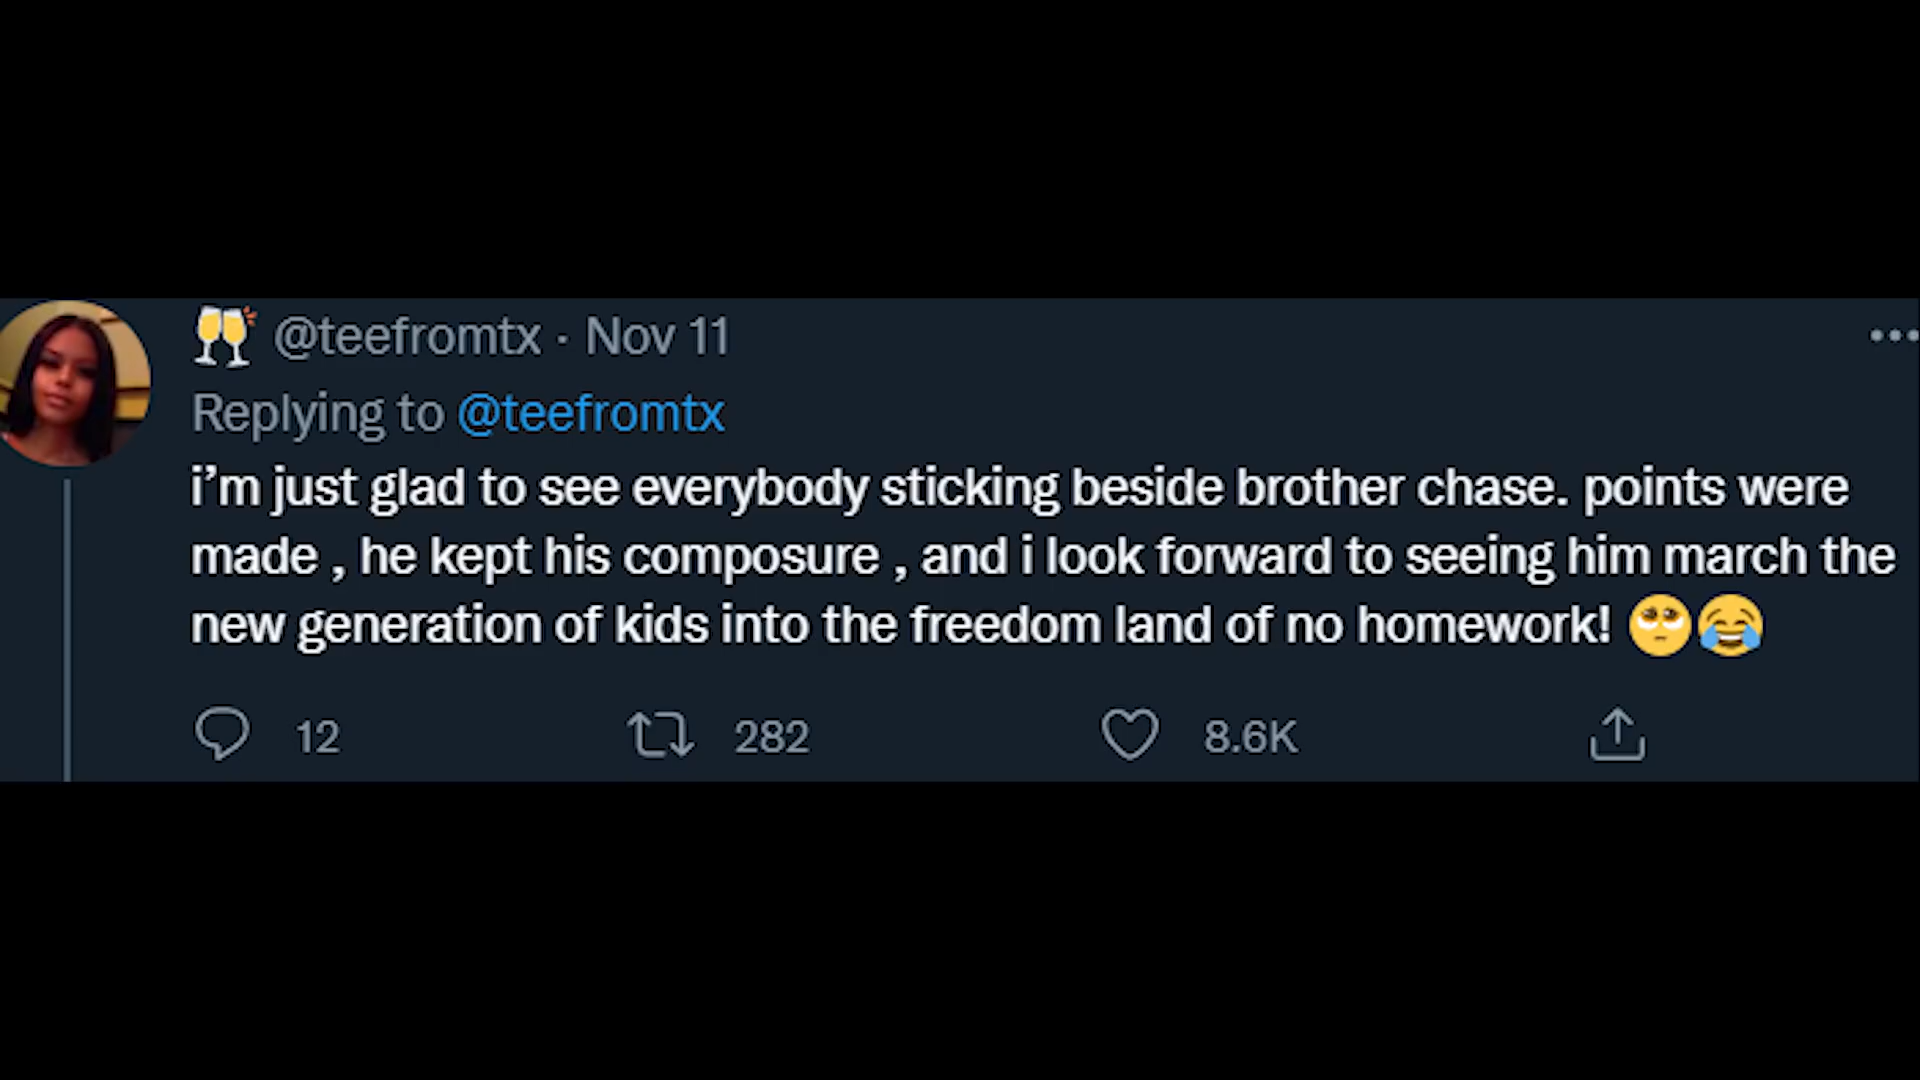 🥂 @teefromtx · Nov 11
Replying to @teefromtx
i’m just glad to see everybody sticking beside brother chase. points were
made , he kept his composure , and i look forward to seeing him march the
new generation of kids into the freedom land of no homework! 🥺😂
12 282 8.6K